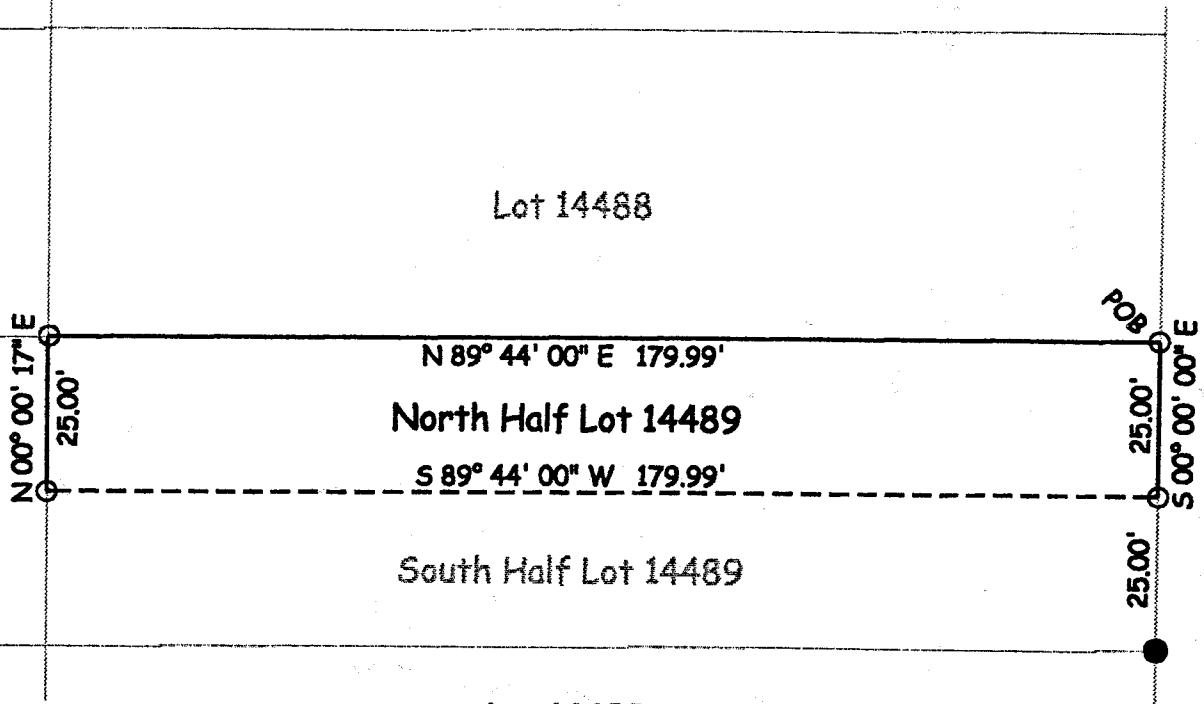 Lot 14488
POB
N 89° 44' 00" E 179.99'
N 00° 00' 17" E
25.00'
North Half Lot 14489
25.00'
S 00° 00' 00" E
S 89° 44' 00" W 179.99'
South Half Lot 14489
25.00'